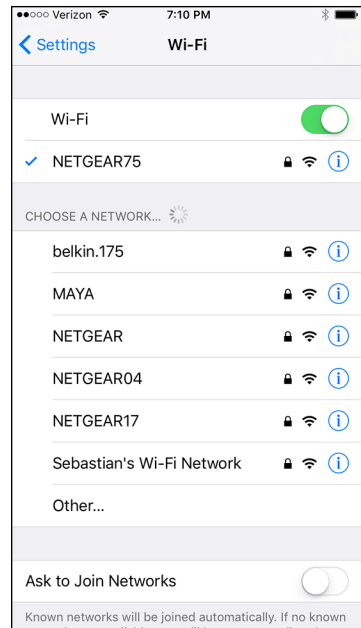 Verizon 7:10 PM
Settings Wi-Fi
Wi-Fi
NETGEAR75
CHOOSE A NETWORK...
belkin.175
MAYA
NETGEAR
NETGEAR04
NETGEAR17
Sebastian's Wi-Fi Network
Other...
Ask to Join Networks
Known networks will be joined automatically. If no known